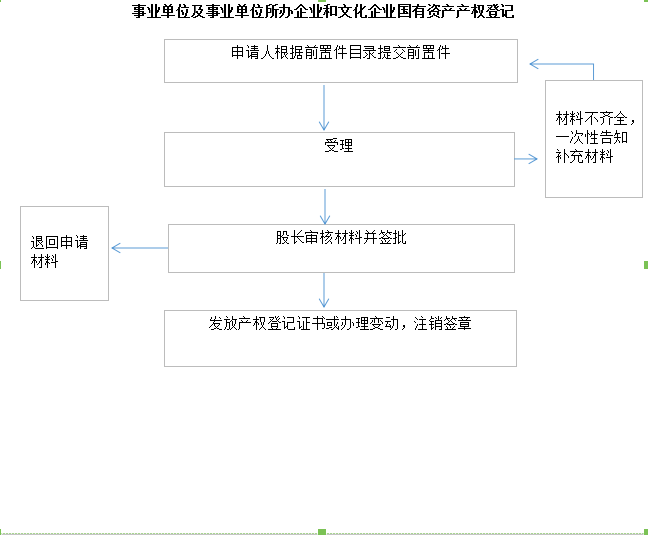 事业单位及事业单位所办企业和文化企业国有资产产权登记
申请人根据前置件目录提交前置件
材料不齐全，
一次性告知
补充材料
受理
股长审核材料并签批
退回申请
材料
发放产权登记证书或办理变动，注销签章